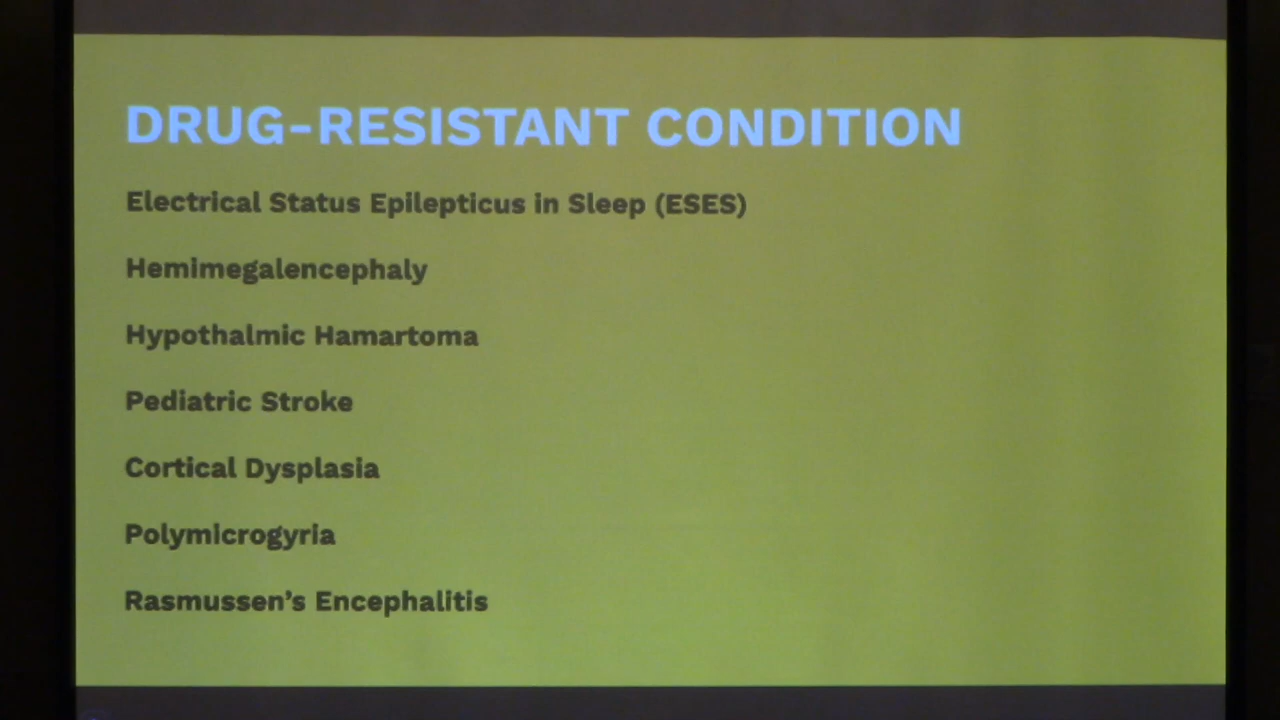 DRUG-RESISTANT CONDITION
Electrical Status Epilepticus in Sleep (ESES)
Hemimegalencephaly
Hypothalmic Hamartoma
Pediatric Stroke
Cortical Dysplasia
Polymicrogyria
Rasmussen’s Encephalitis